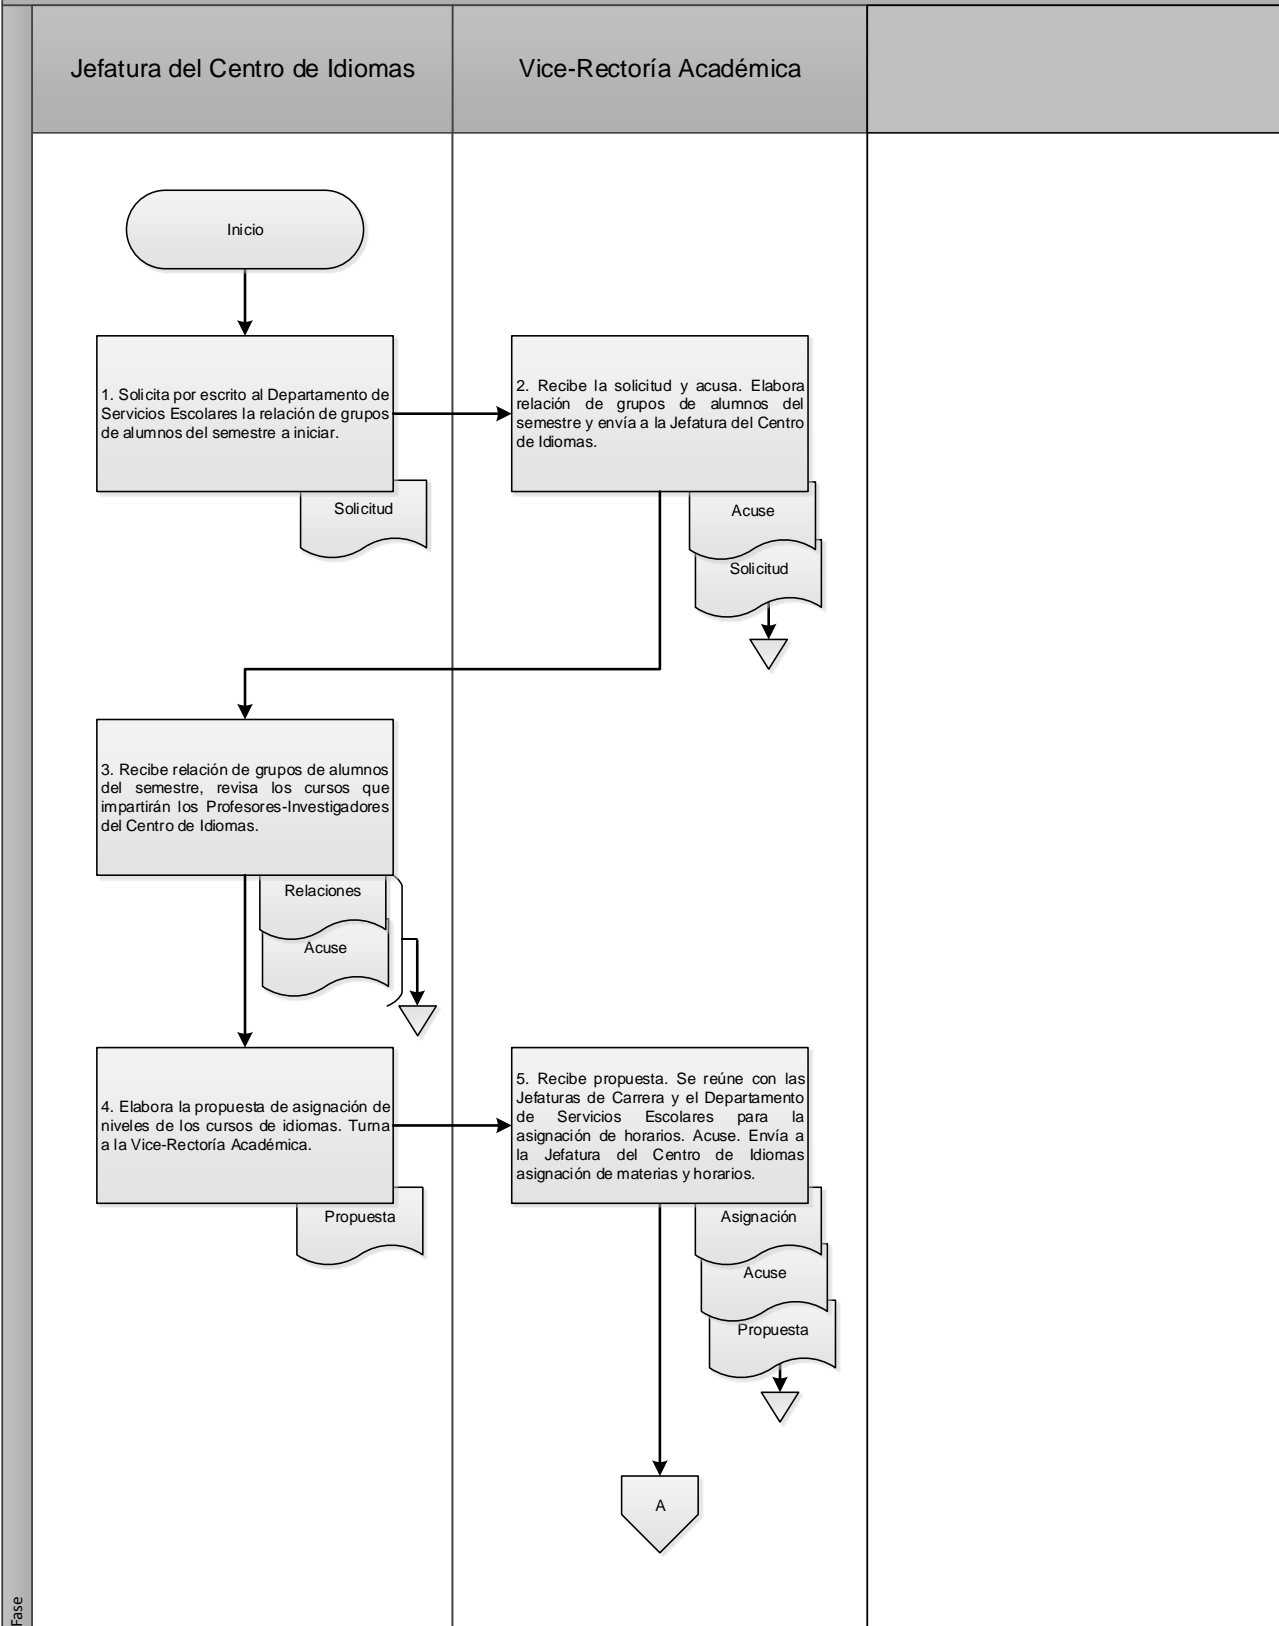 Jefatura del Centro de Idiomas
Vice-Rectoría Académica
Inicio
1. Solicita por escrito al Departamento de
Servicios Escolares la relación de grupos
de alumnos del semestre a iniciar.
Solicitud
2. Recibe la solicitud y acusa. Elabora
relación de grupos de alumnos del
semestre y envía a la Jefatura del Centro
de Idiomas.
Acuse
Solicitud
3. Recibe relación de grupos de alumnos
del semestre, revisa los cursos que
impartirán los Profesores-Investigadores
del Centro de Idiomas.
Relaciones
Acuse
4. Elabora la propuesta de asignación de
niveles de los cursos de idiomas. Turna
a la Vice-Rectoría Académica.
Propuesta
5. Recibe propuesta. Se reúne con las
Jefaturas de Carrera y el Departamento
de Servicios Escolares para la
asignación de horarios. Acuse. Envía a
la Jefatura del Centro de Idiomas
asignación de materias y horarios.
Asignación
Acuse
Propuesta
A
Fase